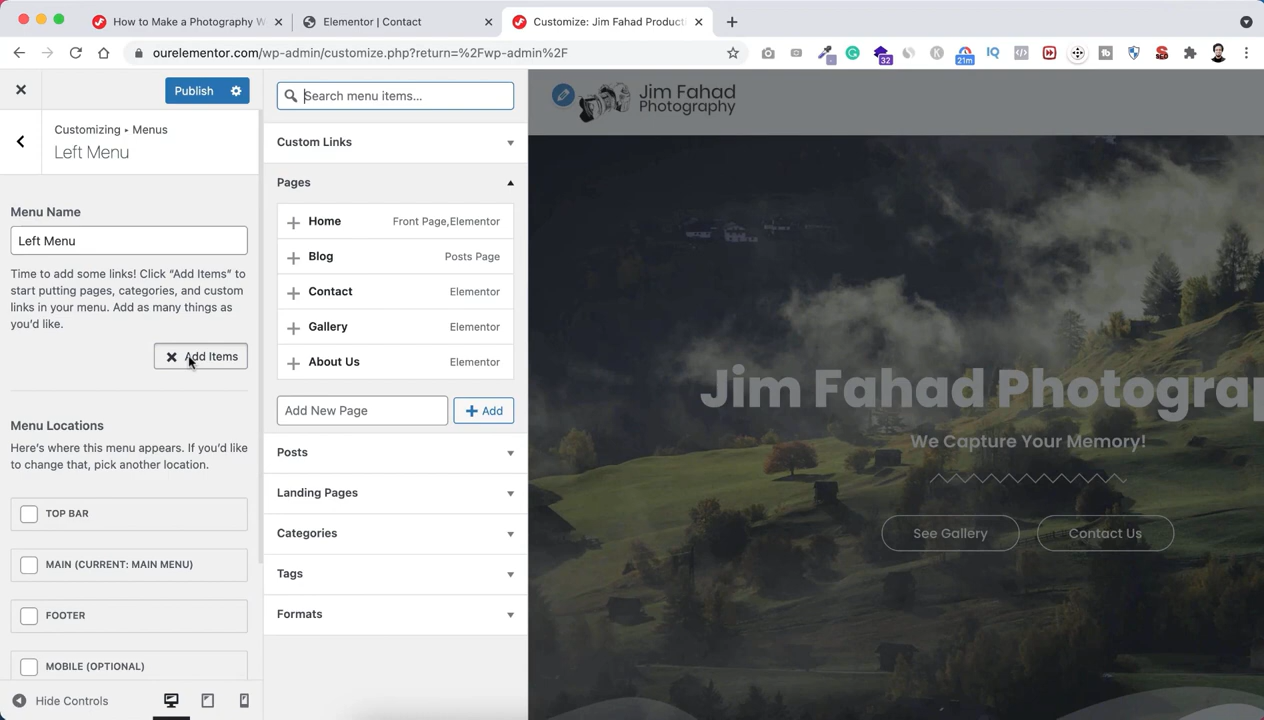 How to Make a Photography W
Elementor | Contact
Customize: Jim Fahad Product
ourelementor.com/wp-admin/customize.php?return=%2Fwp-admin%2F
32
21m
IQ
Publish
Customizing ▸ Menus
Left Menu
Menu Name
Left Menu
Time to add some links! Click “Add Items” to
start putting pages, categories, and custom
links in your menu. Add as many things as
you’d like.
Add Items
Menu Locations
Here’s where this menu appears. If you’d like
to change that, pick another location.
TOP BAR
MAIN (CURRENT: MAIN MENU)
FOOTER
MOBILE (OPTIONAL)
Hide Controls
Search menu items...
Custom Links
Pages
Home Front Page,Elementor
Blog Posts Page
Contact Elementor
Gallery Elementor
About Us Elementor
Add New Page
Add
Posts
Landing Pages
Categories
Tags
Formats
Jim Fahad
Photography
Jim Fahad Photograp
We Capture Your Memory!
See Gallery
Contact Us